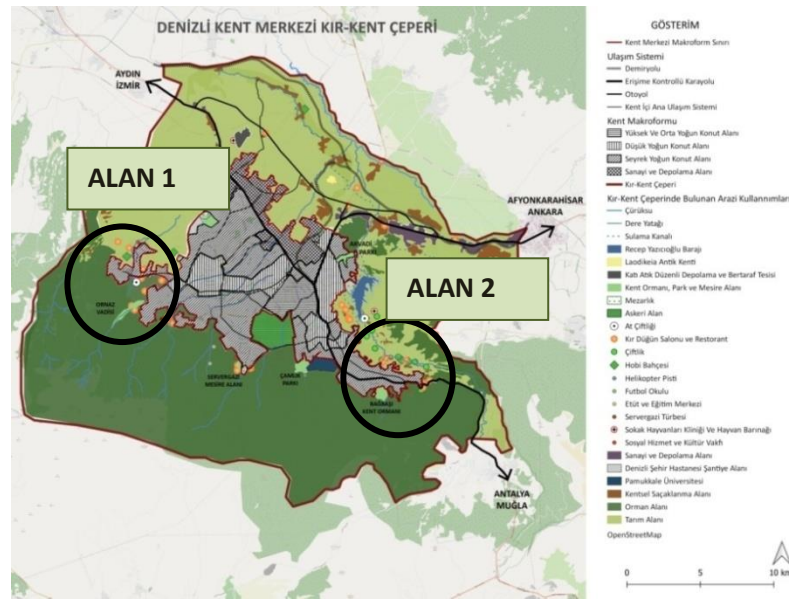 DENİZLİ KENT MERKEZİ KIR-KENT ÇEPERİ
AYDIN
İZMİR
ALAN 1
AFYONKARAHİSAR
ANKARA
ALAN 2
ORNAZ
VADİSİ
SERVERGAZİ
MESİRE ALANI
ÇAMLIK
PARKI
BAĞBAŞI
KENT ORMANI
ANTALYA
MUĞLA
GÖSTERİM
Kent Merkezi Makroform Sınırı
Ulaşım Sistemi
Demiryolu
Erişime Kontrollü Karayolu
Otoyol
Kent İçi Ana Ulaşım Sistemi
Kent Makroformu
Yüksek Ve Orta Yoğun Konut Alanı
Düşük Yoğun Konut Alanı
Seyrek Yoğun Konut Alanı
Sanayi ve Depolama Alanı
Kır-Kent Çeperi
Kır-Kent Çeperinde Bulunan Arazi Kullanımları
Çürüksu
Dere Yatağı
Sulama Kanalı
Recep Yazıcıoğlu Barajı
Laodikeia Antik Kenti
Katı Atık Düzenli Depolama ve Bertaraf Tesisi
Kent Ormanı, Park ve Mesire Alanı
Mezarlık
Askeri Alan
At Çiftliği
Kır Düğün Salonu ve Restorant
Çiftlik
Hobi Bahçesi
Helikopter Pisti
Futbol Okulu
Etüt ve Eğitim Merkezi
Servergazi Türbesi
Sokak Hayvanları Kliniği Ve Hayvan Barınağı
Sosyal Hizmet ve Kültür Vakfı
Sanayi ve Depolama Alanı
Denizli Şehir Hastanesi Şantiye Alanı
Pamukkale Üniversitesi
Kentsel Saçaklanma Alanı
Orman Alanı
Tarım Alanı
OpenStreetMap
0 5 10 km